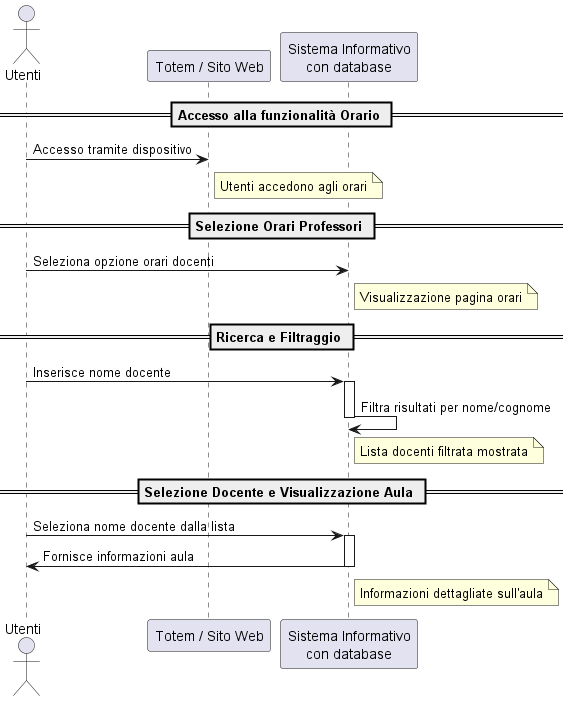 Utenti
Totem / Sito Web
Sistema Informativo
con database
Accesso alla funzionalità Orario
Accesso tramite dispositivo
Utenti accedono agli orari
Selezione Orari Professori
Seleziona opzione orari docenti
Visualizzazione pagina orari
Ricerca e Filtraggio
Inserisce nome docente
Filtra risultati per nome/cognome
Lista docenti filtrata mostrata
Selezione Docente e Visualizzazione Aula
Seleziona nome docente dalla lista
Fornisce informazioni aula
Informazioni dettagliate sull'aula
Utenti
Totem / Sito Web
Sistema Informativo
con database